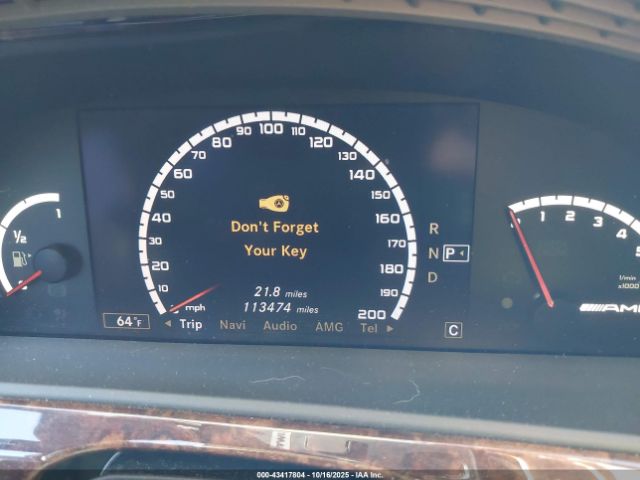 10 20 30 40 50 60 70 80 90 100 110 120 130 140 150 160 170 180 190 200
Don't Forget
Your Key
21.8 miles
113474 miles
mph
64°F
Trip Navi Audio AMG Tel
R
N
P
D
C
1
½
1 2 3 4 5
l/min
x1000
AMG
000-43417804 10/16/2025 © Copyright 2025, IAA, Inc.